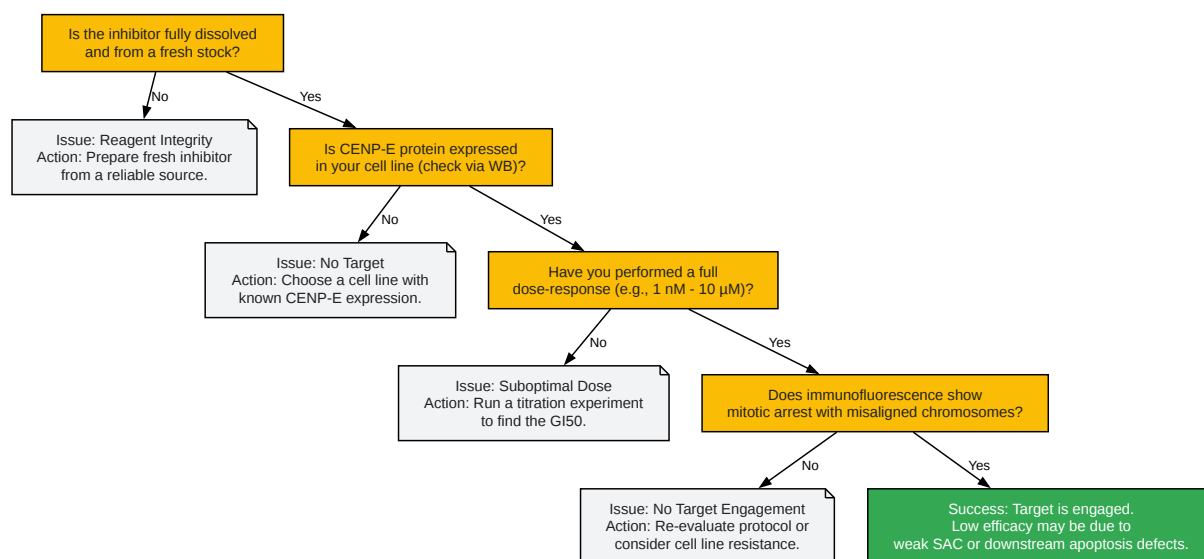 Is the inhibitor fully dissolved
and from a fresh stock?
No
Yes
Issue: Reagent Integrity
Action: Prepare fresh inhibitor
from a reliable source.
Is CENP-E protein expressed
in your cell line (check via WB)?
No
Yes
Issue: No Target
Action: Choose a cell line with
known CENP-E expression.
Have you performed a full
dose-response (e.g., 1 nM - 10 µM)?
No
Yes
Issue: Suboptimal Dose
Action: Run a titration experiment
to find the GI50.
Does immunofluorescence show
mitotic arrest with misaligned chromosomes?
No
Yes
Issue: No Target Engagement
Action: Re-evaluate protocol or
consider cell line resistance.
Success: Target is engaged.
Low efficacy may be due to
weak SAC or downstream apoptosis defects.